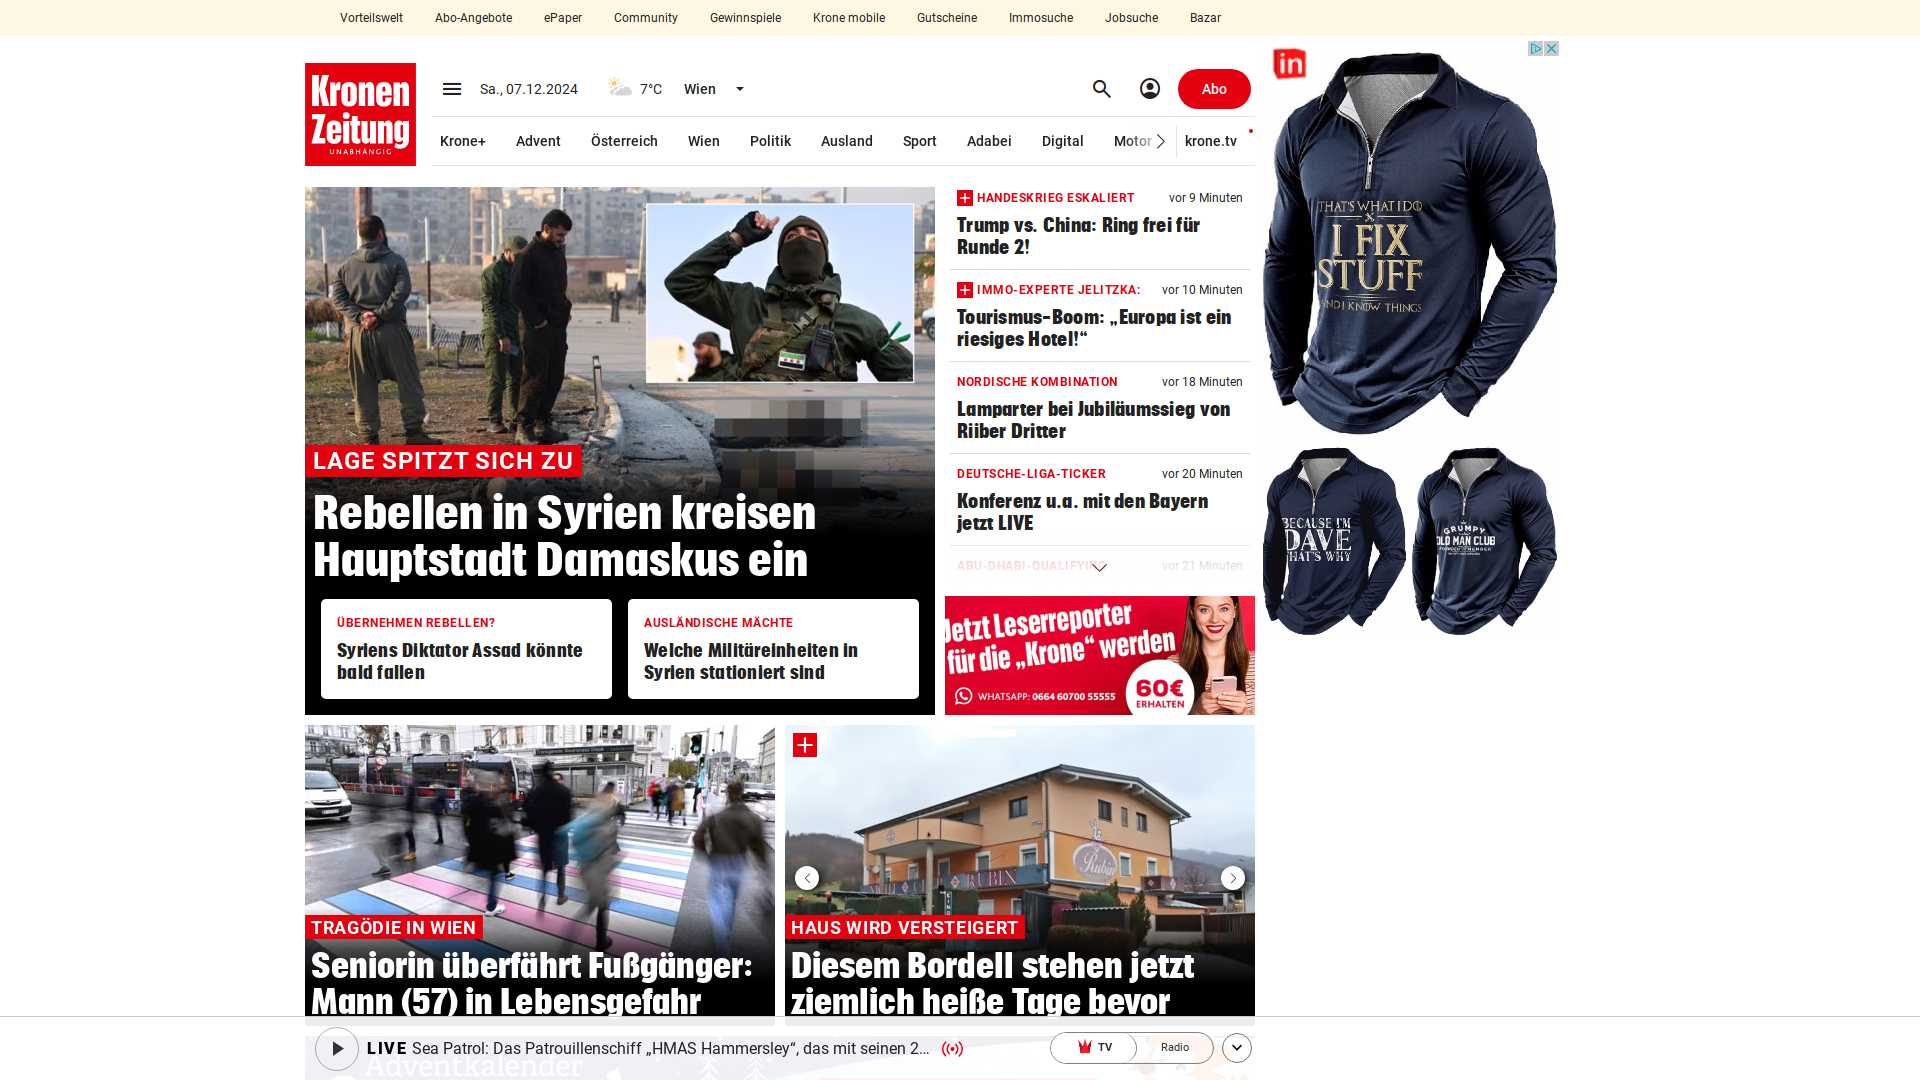 Vorteilswelt
Abo-Angebote
ePaper
Community
Gewinnspiele
Krone mobile
Gutscheine
Immosuche
Jobsuche
Bazar
Kronen
Zeitung
UNABHÄNGIG
Sa., 07.12.2024
7°C
Wien
Abo
Krone+
Advent
Österreich
Wien
Politik
Ausland
Sport
Adabei
Digital
Motor
krone.tv
LAGE SPITZT SICH ZU
Rebellen in Syrien kreisen
Hauptstadt Damaskus ein
ÜBERNEHMEN REBELLEN?
Syriens Diktator Assad könnte
bald fallen
AUSLÄNDISCHE MÄCHTE
Welche Militäreinheiten in
Syrien stationiert sind
HANDESKRIEG ESKALIERT
vor 9 Minuten
Trump vs. China: Ring frei für
Runde 2!
IMMO-EXPERTE JELITZKA:
vor 10 Minuten
Tourismus-Boom: „Europa ist ein
riesiges Hotel!“
NORDISCHE KOMBINATION
vor 18 Minuten
Lamparter bei Jubiläumssieg von
Riiber Dritter
DEUTSCHE-LIGA-TICKER
vor 20 Minuten
Konferenz u.a. mit den Bayern
jetzt LIVE
ABU-DHABI-QUALIFYING
vor 21 Minuten
Jetzt Leserreporter
für die „Krone“ werden
WHATSAPP: 0664 60700 55555
60€
ERHALTEN
in
THAT'S WHAT I DO
I FIX
STUFF
AND I KNOW THINGS
BECAUSE I'M
DAVE
THAT'S WHY
GRUMPY
OLD MAN CLUB
TRAGÖDIE IN WIEN
Seniorin überfährt Fußgänger:
Mann (57) in Lebensgefahr
Rubin
RUBIN
HAUS WIRD VERSTEIGERT
Diesem Bordell stehen jetzt
ziemlich heiße Tage bevor
LIVE Sea Patrol: Das Patrouillenschiff „HMAS Hammersley“, das mit seinen 2...
TV
Radio
Adventkalender